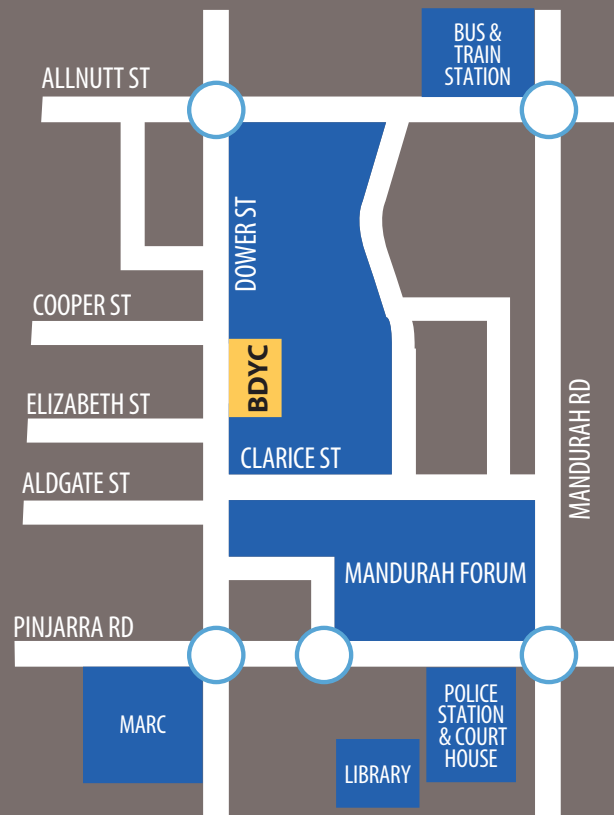 BUS &
TRAIN
STATION
ALLNUTT ST
DOWER ST
COOPER ST
BDYC
ELIZABETH ST
MANDURAH RD
CLARICE ST
ALDGATE ST
MANDURAH FORUM
PINJARRA RD
MARC
POLICE
STATION
& COURT
HOUSE
LIBRARY